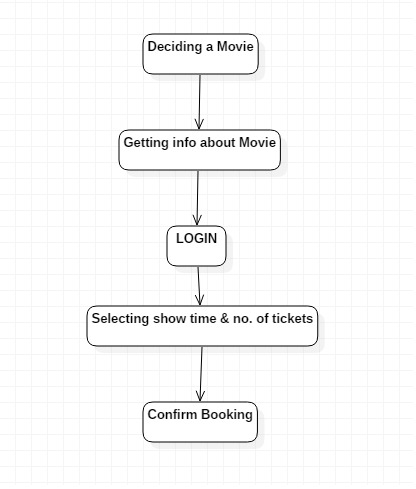 Deciding a Movie
Getting info about Movie
LOGIN
Selecting show time & no. of tickets
Confirm Booking